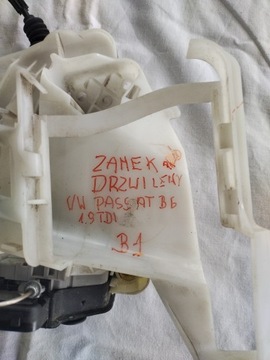 ZAMEK
DRZWI LEWY
VW PASSAT B6
1.9 TDI
B1